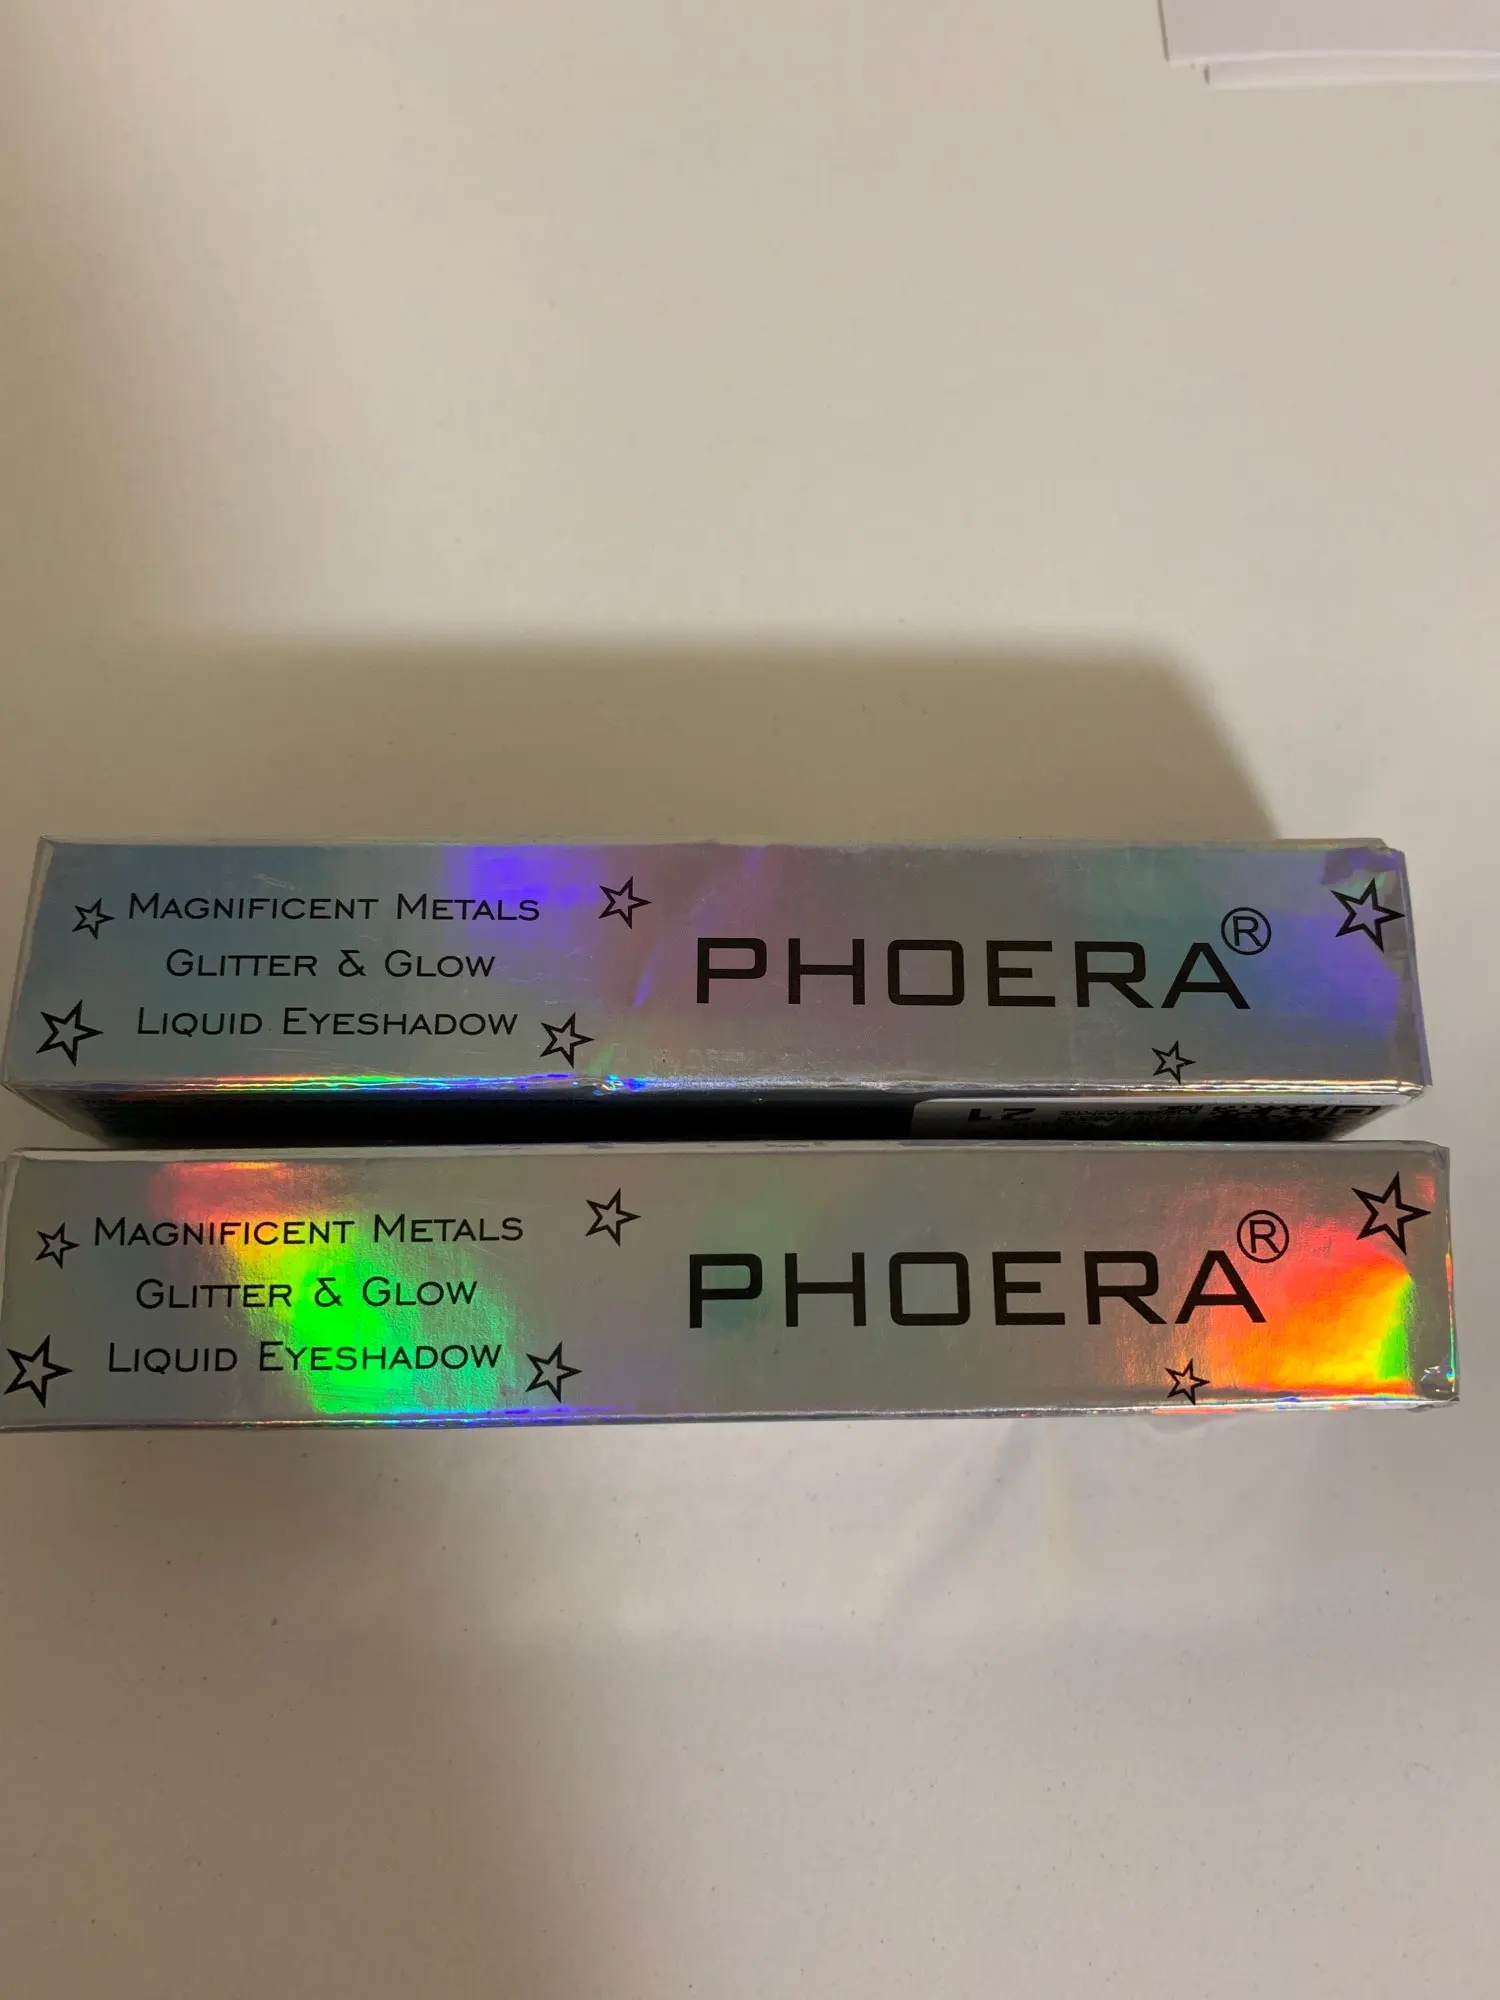 MAGNIFICENT METALS
GLITTER & GLOW
LIQUID EYESHADOW
PHOERA®
MAGNIFICENT METALS
GLITTER & GLOW
LIQUID EYESHADOW
PHOERA®